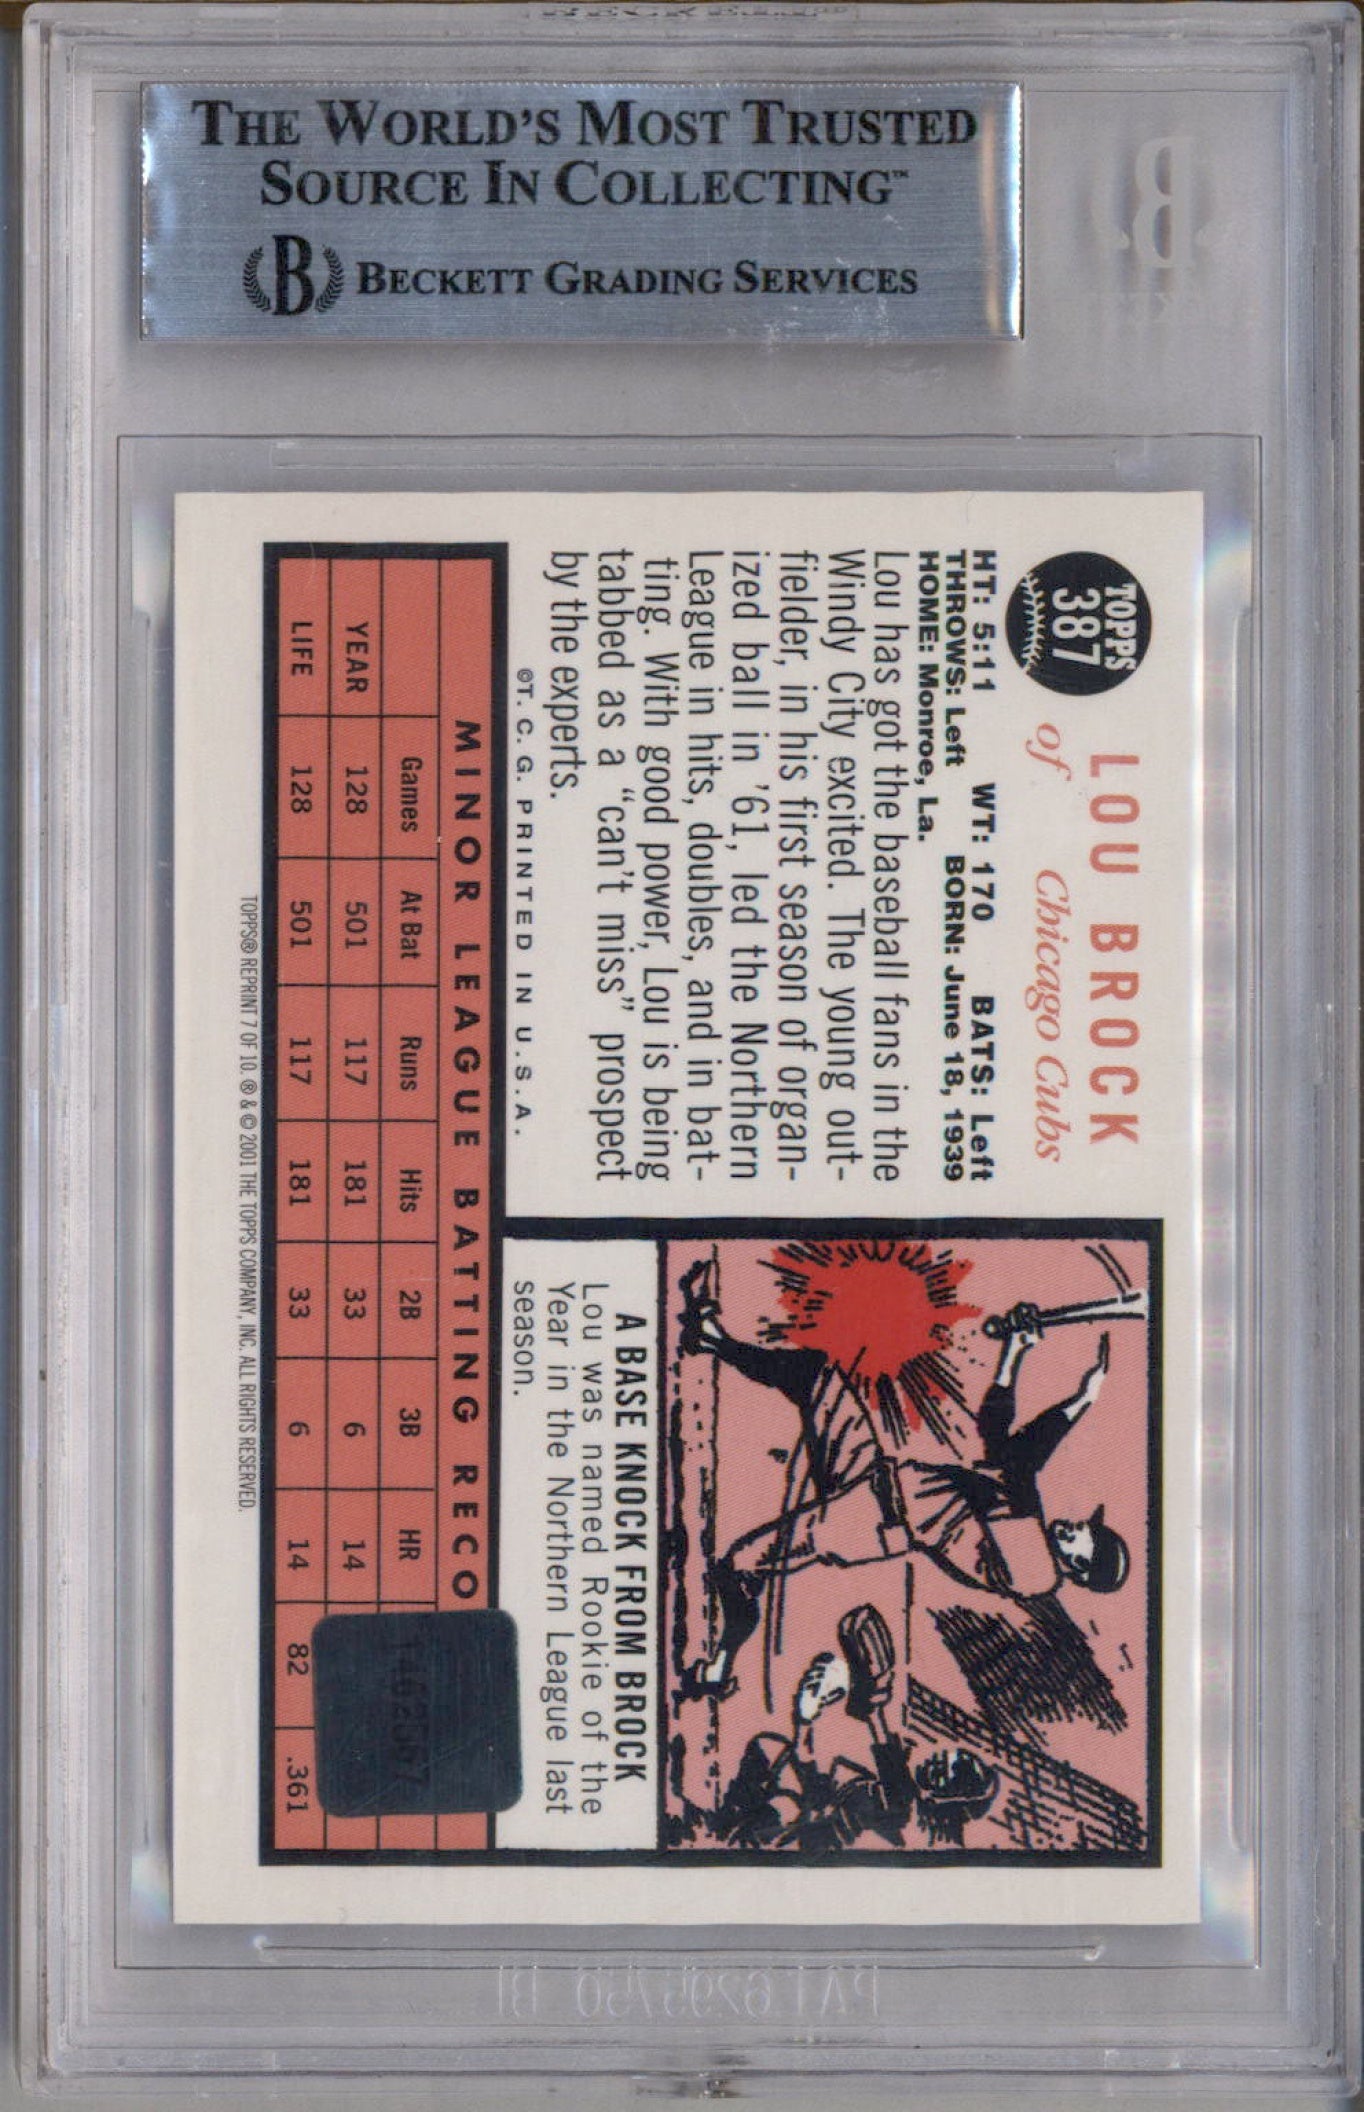 THE WORLD'S MOST TRUSTED
SOURCE IN COLLECTING™
B BECKETT GRADING SERVICES
TOPPS
387
LOU BROCK
of Chicago Cubs
HT: 5:11 WT: 170 BATS: Left
THROWS: Left BORN: June 18, 1939
HOME: Monroe, La.
Lou has got the baseball fans in the
Windy City excited. The young out-
fielder, in his first season of organ-
ized ball in '61, led the Northern
League in hits, doubles, and in bat-
ting. With good power, Lou is being
tabbed as a “can't miss” prospect
by the experts.
©T. C. G. PRINTED IN U.S.A.
A BASE KNOCK FROM BROCK
Lou was named Rookie of the
Year in the Northern League last
season.
MINOR LEAGUE BATTING RECO
Games At Bat Runs Hits 2B 3B HR
YEAR 128 501 117 181 33 6 14
LIFE 128 501 117 181 33 6 14 82 .361
TOPPS® REPRINT 7 OF 10. ® & © 2001 THE TOPPS COMPANY, INC. ALL RIGHTS RESERVED.